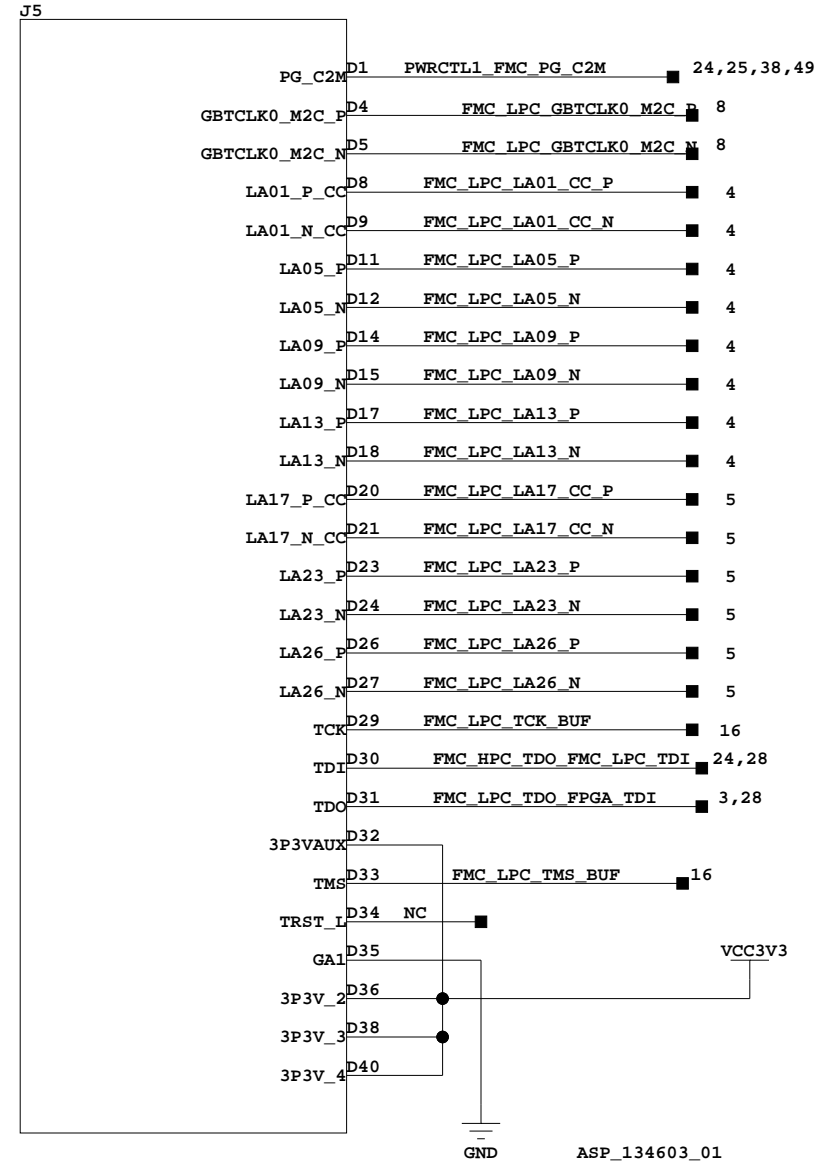 J5
PG_C2M D1 PWRCTL1_FMC_PG_C2M 24,25,38,49
GBTCLK0_M2C_P D4 FMC_LPC_GBTCLK0_M2C_P 8
GBTCLK0_M2C_N D5 FMC_LPC_GBTCLK0_M2C_N 8
LA01_P_CC D8 FMC_LPC_LA01_CC_P 4
LA01_N_CC D9 FMC_LPC_LA01_CC_N 4
LA05_P D11 FMC_LPC_LA05_P 4
LA05_N D12 FMC_LPC_LA05_N 4
LA09_P D14 FMC_LPC_LA09_P 4
LA09_N D15 FMC_LPC_LA09_N 4
LA13_P D17 FMC_LPC_LA13_P 4
LA13_N D18 FMC_LPC_LA13_N 4
LA17_P_CC D20 FMC_LPC_LA17_CC_P 5
LA17_N_CC D21 FMC_LPC_LA17_CC_N 5
LA23_P D23 FMC_LPC_LA23_P 5
LA23_N D24 FMC_LPC_LA23_N 5
LA26_P D26 FMC_LPC_LA26_P 5
LA26_N D27 FMC_LPC_LA26_N 5
TCK D29 FMC_LPC_TCK_BUF 16
TDI D30 FMC_HPC_TDO_FMC_LPC_TDI 24,28
TDO D31 FMC_LPC_TDO_FPGA_TDI 3,28
3P3VAUX D32
TMS D33 FMC_LPC_TMS_BUF 16
TRST_L D34 NC
GA1 D35 VCC3V3
3P3V_2 D36
3P3V_3 D38
3P3V_4 D40
GND ASP_134603_01